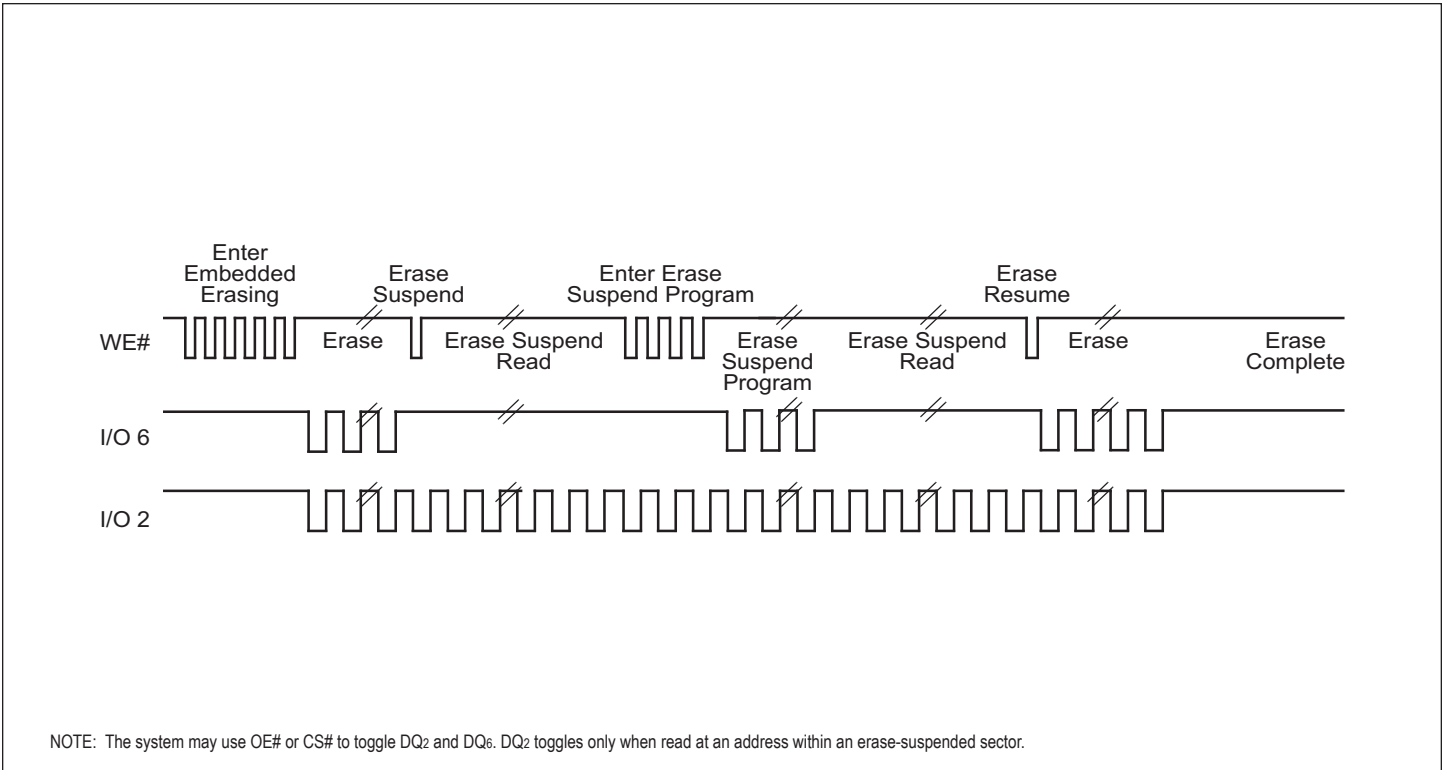 Enter
Embedded
Erasing
Erase
Suspend
Enter Erase
Suspend Program
Erase
Resume
WE#
Erase
Erase Suspend
Read
Erase
Suspend
Program
Erase Suspend
Read
Erase
Erase
Complete
I/O 6
I/O 2
NOTE: The system may use OE# or CS# to toggle DQ2 and DQ6. DQ2 toggles only when read at an address within an erase-suspended sector.